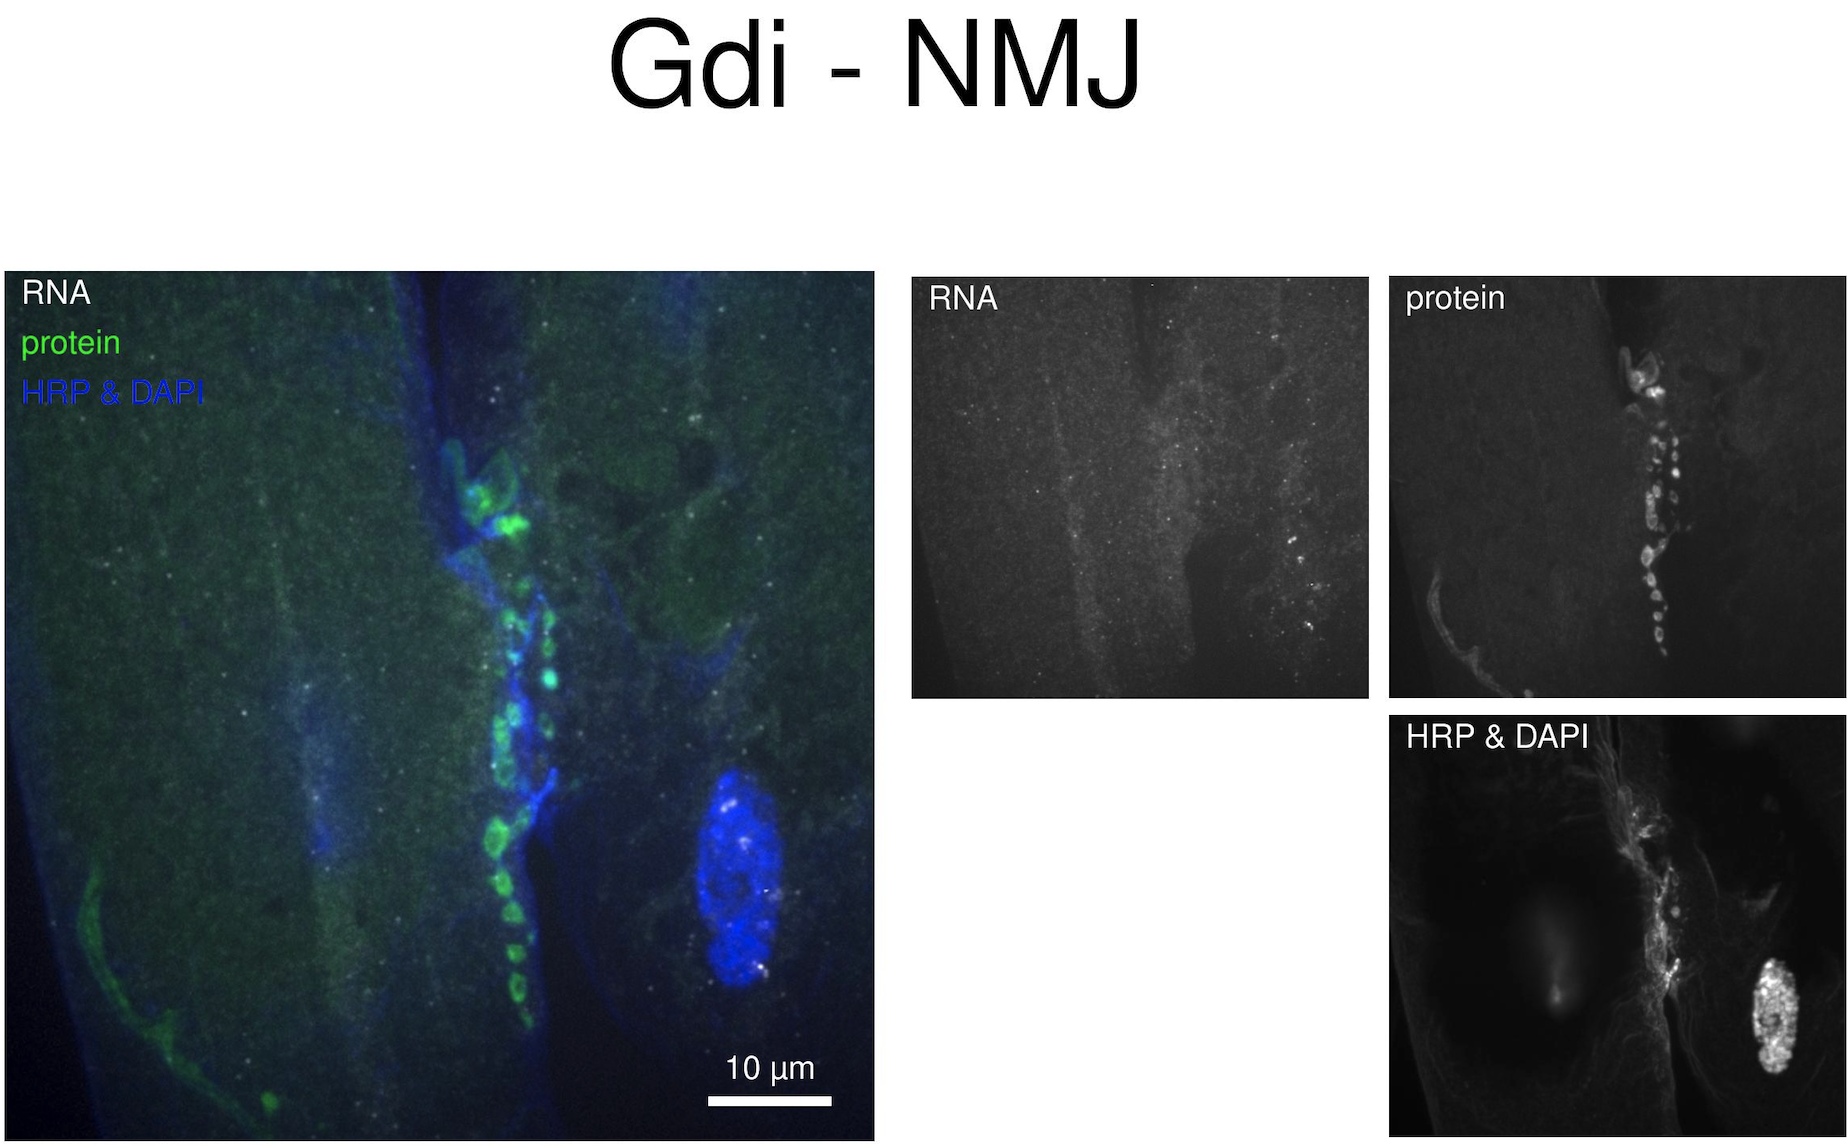 Gdi - NMJ
RNA
protein
HRP & DAPI
10 µm
RNA
protein
HRP & DAPI